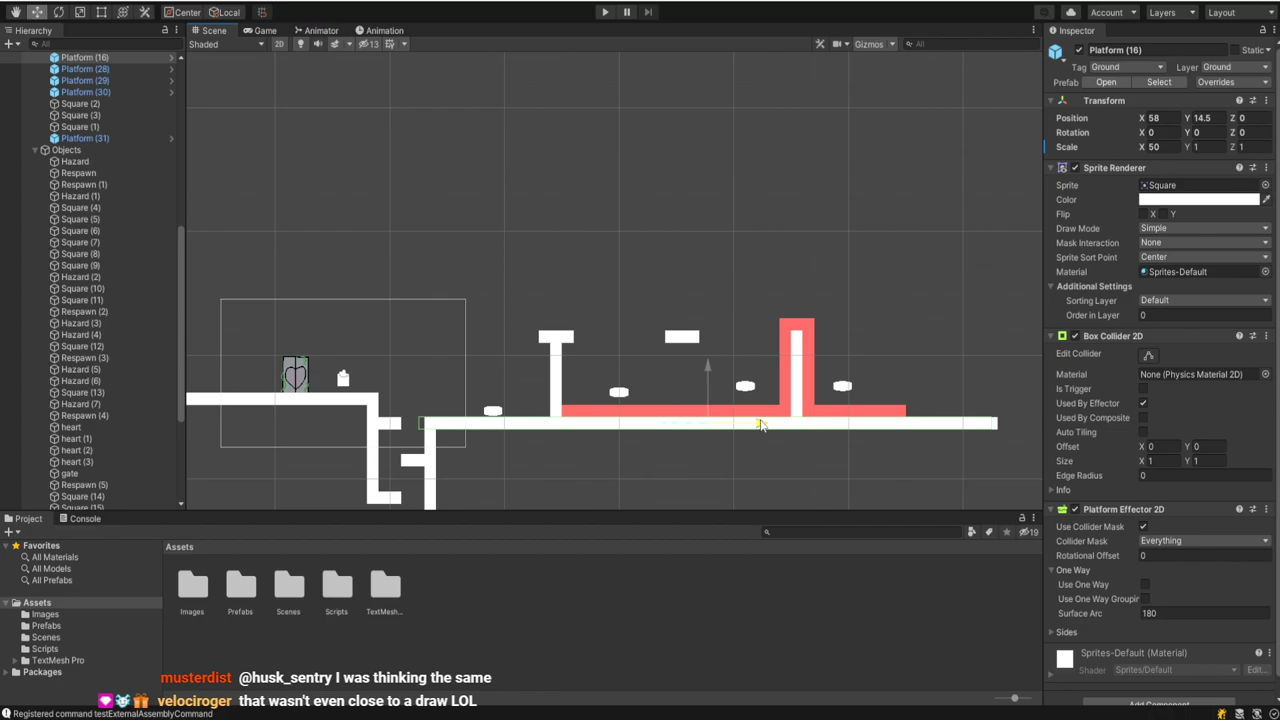 Center Local
Account Layers Layout
Hierarchy Scene Game Animator Animation Inspector
All
Shaded 2D 13 Gizmos All
Platform (16)
Platform (28)
Platform (29)
Platform (30)
Square (2)
Square (3)
Square (1)
Platform (31)
Objects
Hazard
Respawn
Respawn (1)
Hazard (1)
Square (4)
Square (5)
Square (6)
Square (7)
Square (8)
Square (9)
Hazard (2)
Square (10)
Square (11)
Respawn (2)
Hazard (3)
Hazard (4)
Square (12)
Respawn (3)
Hazard (5)
Hazard (6)
Square (13)
Hazard (7)
Respawn (4)
heart
heart (1)
heart (2)
heart (3)
gate
Respawn (5)
Square (14)
Square (15)
Platform (16) Static
Tag Ground Layer Ground
Prefab Open Select Overrides
Transform
Position X 58 Y 14.5 Z 0
Rotation X 0 Y 0 Z 0
Scale X 50 Y 1 Z 1
Sprite Renderer
Sprite Square
Color
Flip X Y
Draw Mode Simple
Mask Interaction None
Sprite Sort Point Center
Material Sprites-Default
Additional Settings
Sorting Layer Default
Order in Layer 0
Box Collider 2D
Edit Collider
Material None (Physics Material 2D)
Is Trigger
Used By Effector
Used By Composite
Auto Tiling
Offset X 0 Y 0
Size X 1 Y 1
Edge Radius 0
Info
Platform Effector 2D
Use Collider Mask
Collider Mask Everything
Rotational Offset 0
One Way
Use One Way
Use One Way Groupin
Surface Arc 180
Sides
Sprites-Default (Material)
Shader Sprites/Default Edit...
Project Console
19
Favorites
All Materials
All Models
All Prefabs
Assets
Images
Prefabs
Scenes
Scripts
TextMesh Pro
Packages
Assets
Images Prefabs Scenes Scripts TextMesh...
musterdist @husk_sentry I was thinking the same
velociroger that wasn't even close to a draw LOL
Registered command testExternalAssemblyCommand